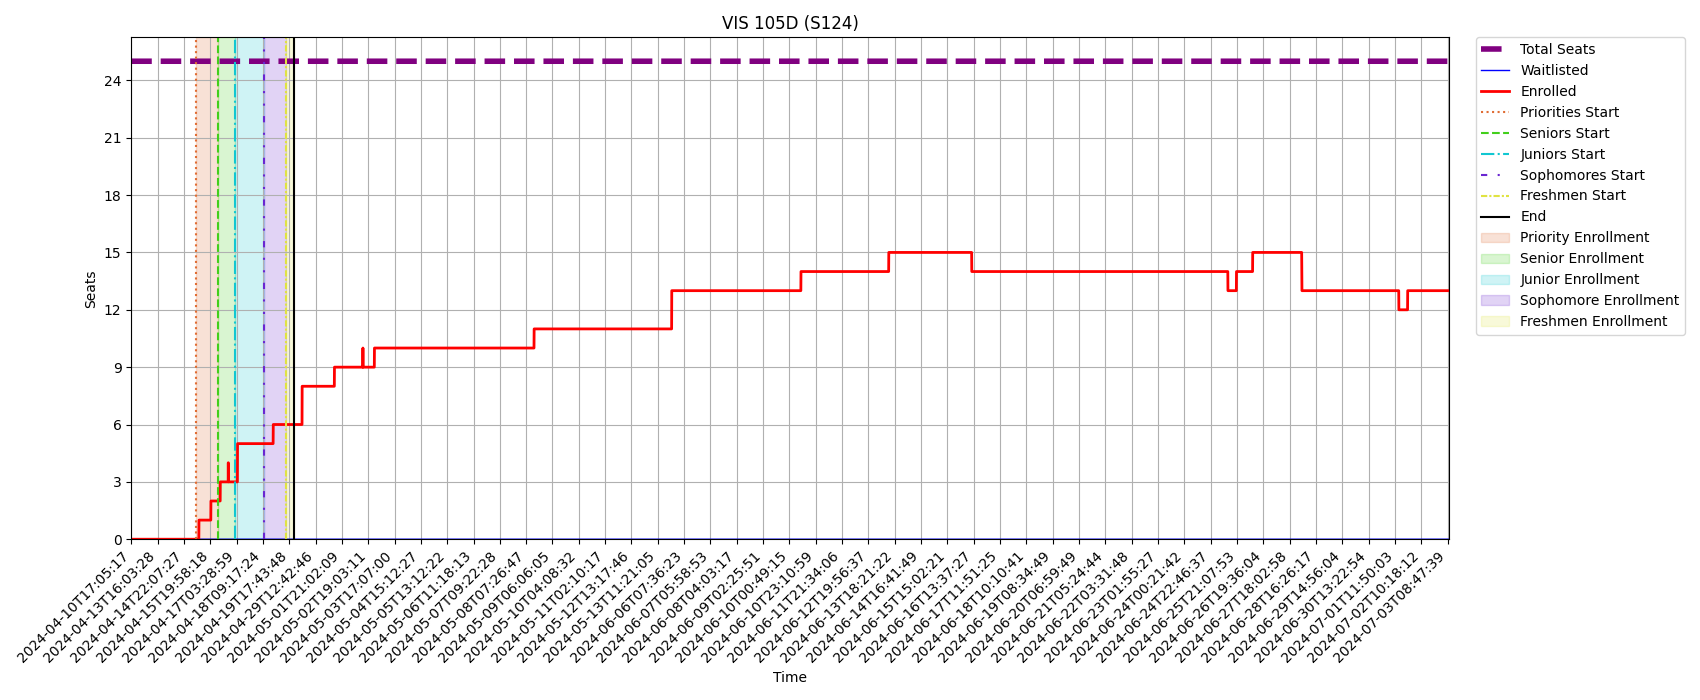 VIS 105D (S124)
24
21
18
15
12
9
6
3
0
Seats
2024-04-10T17:05:17
2024-04-13T16:03:28
2024-04-14T22:07:27
2024-04-15T19:58:18
2024-04-17T03:28:59
2024-04-18T09:17:24
2024-04-19T17:43:48
2024-04-29T12:42:46
2024-05-01T21:02:09
2024-05-02T19:03:11
2024-05-03T17:07:00
2024-05-04T15:12:27
2024-05-05T13:12:22
2024-05-06T11:18:13
2024-05-07T09:22:28
2024-05-08T07:26:47
2024-05-09T06:06:05
2024-05-10T04:08:32
2024-05-11T02:10:17
2024-05-12T13:17:46
2024-05-13T11:21:05
2024-06-06T07:36:23
2024-06-07T05:58:53
2024-06-08T04:03:17
2024-06-09T02:25:51
2024-06-10T00:49:15
2024-06-10T23:10:59
2024-06-11T21:34:06
2024-06-12T19:56:37
2024-06-13T18:21:22
2024-06-14T16:41:49
2024-06-15T15:02:21
2024-06-16T13:37:27
2024-06-17T11:51:25
2024-06-18T10:10:41
2024-06-19T08:34:49
2024-06-20T06:59:49
2024-06-21T05:24:44
2024-06-22T03:31:48
2024-06-23T01:55:27
2024-06-24T00:21:42
2024-06-24T22:46:37
2024-06-25T21:07:53
2024-06-26T19:36:04
2024-06-27T18:02:58
2024-06-28T16:26:17
2024-06-29T14:56:04
2024-06-30T13:22:54
2024-07-01T11:50:03
2024-07-02T10:18:12
2024-07-03T08:47:39
Time
Total Seats
Waitlisted
Enrolled
Priorities Start
Seniors Start
Juniors Start
Sophomores Start
Freshmen Start
End
Priority Enrollment
Senior Enrollment
Junior Enrollment
Sophomore Enrollment
Freshmen Enrollment